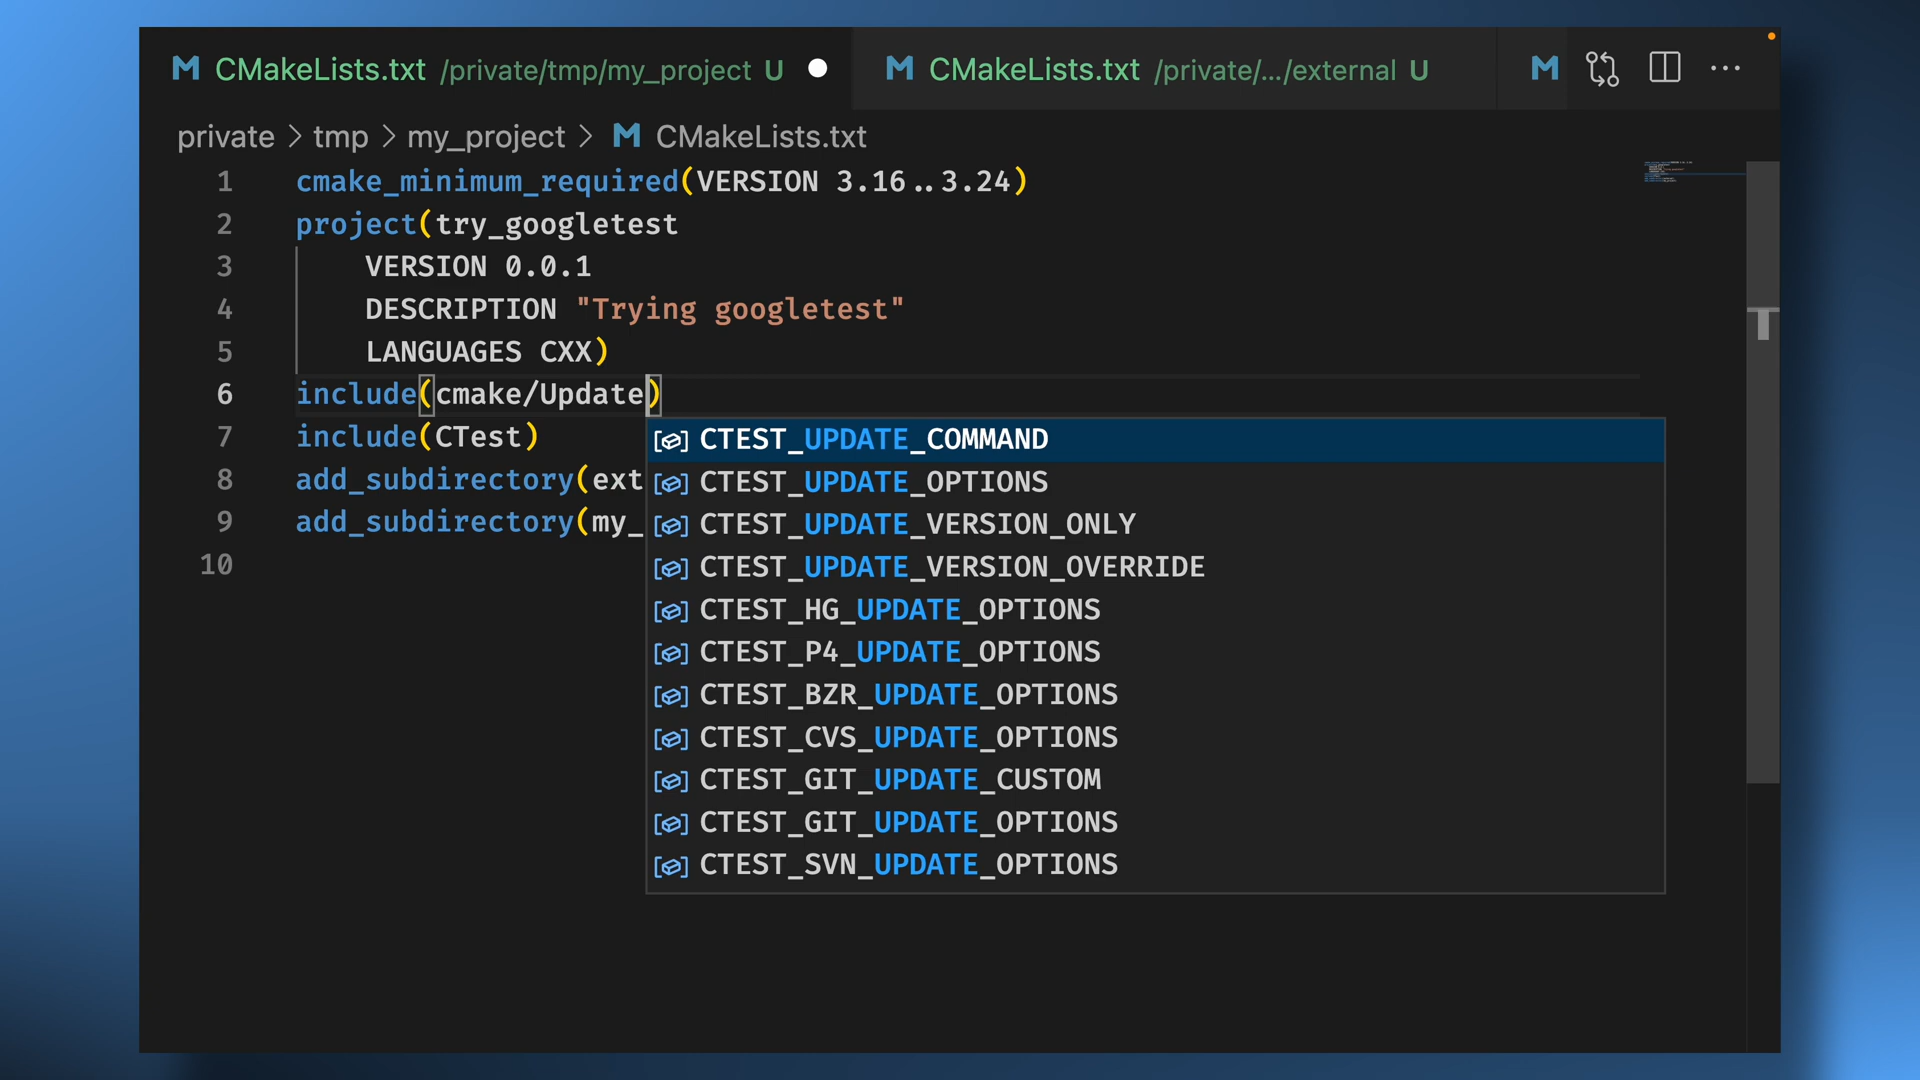 CMakeLists.txt /private/tmp/my_project U
CMakeLists.txt /private/.../external U
private > tmp > my_project > CMakeLists.txt
1 cmake_minimum_required(VERSION 3.16..3.24)
2 project(try_googletest
3 VERSION 0.0.1
4 DESCRIPTION "Trying googletest"
5 LANGUAGES CXX)
6 include(cmake/Update)
7 include(CTest)
8 add_subdirectory(ext
9 add_subdirectory(my_
10
CTEST_UPDATE_COMMAND
CTEST_UPDATE_OPTIONS
CTEST_UPDATE_VERSION_ONLY
CTEST_UPDATE_VERSION_OVERRIDE
CTEST_HG_UPDATE_OPTIONS
CTEST_P4_UPDATE_OPTIONS
CTEST_BZR_UPDATE_OPTIONS
CTEST_CVS_UPDATE_OPTIONS
CTEST_GIT_UPDATE_CUSTOM
CTEST_GIT_UPDATE_OPTIONS
CTEST_SVN_UPDATE_OPTIONS